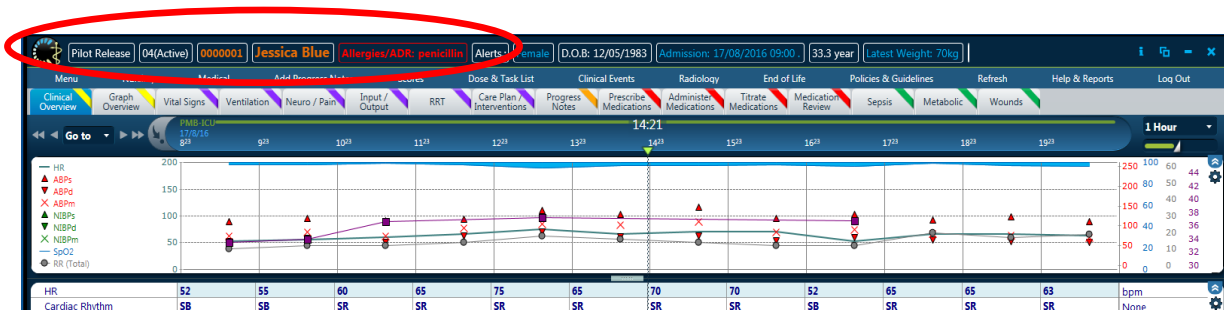 Pilot Release 04(Active) 0000001 Jessica Blue Allergies/ADR: penicillin Alerts : Female D.O.B: 12/05/1983 Admission: 17/08/2016 09:00 . 33.3 year Latest Weight: 70kg
Menu Medical Add Progress Scores Dose & Task List Clinical Events Radiology End of Life Policies & Guidelines Refresh Help & Reports Log Out
Clinical Overview Graph Overview Vital Signs Ventilation Neuro / Pain Input / Output RRT Care Plan / Interventions Progress Notes Prescribe Medications Administer Medications Titrate Medications Medication Review Sepsis Metabolic Wounds
Go to PMB-ICU 14:21 1 Hour
17/8/16
8²³ 9²³ 10²³ 11²³ 12²³ 13²³ 14²³ 15²³ 16²³ 17²³ 18²³ 19²³
HR
ABPs
ABPd
ABPm
NIBPs
NIBPd
NIBPm
SpO2
RR (Total)
200
150
100
50
0
250
200
150
100
50
0
100
80
60
40
20
0
60
50
40
30
20
10
0
44
42
40
38
36
34
32
30
HR 52 55 60 65 75 65 70 70 52 65 65 63 bpm
Cardiac Rhythm SB SB SR SR SR SR SR SR SB SR SR SR None